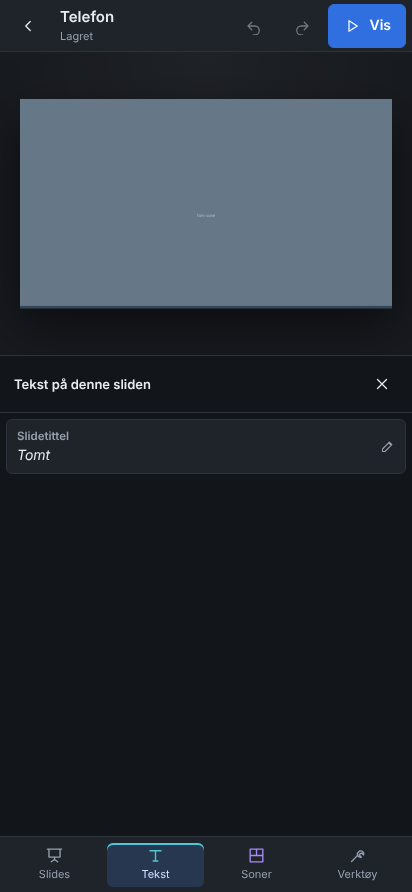 Telefon
Lagret
Vis
Tekst på denne sliden
Slidetittel
Tomt
Slides
Tekst
Soner
Verktøy